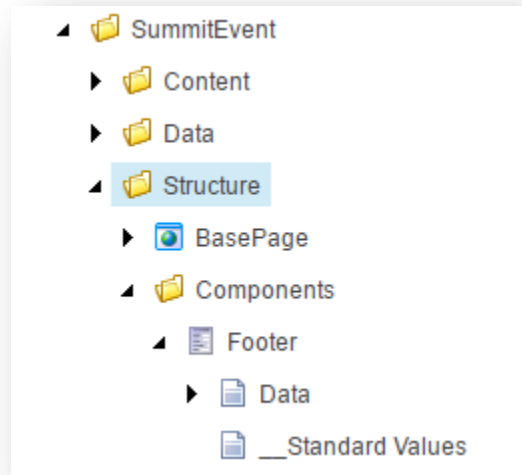 SummitEvent
Content
Data
Structure
BasePage
Components
Footer
Data
__Standard Values